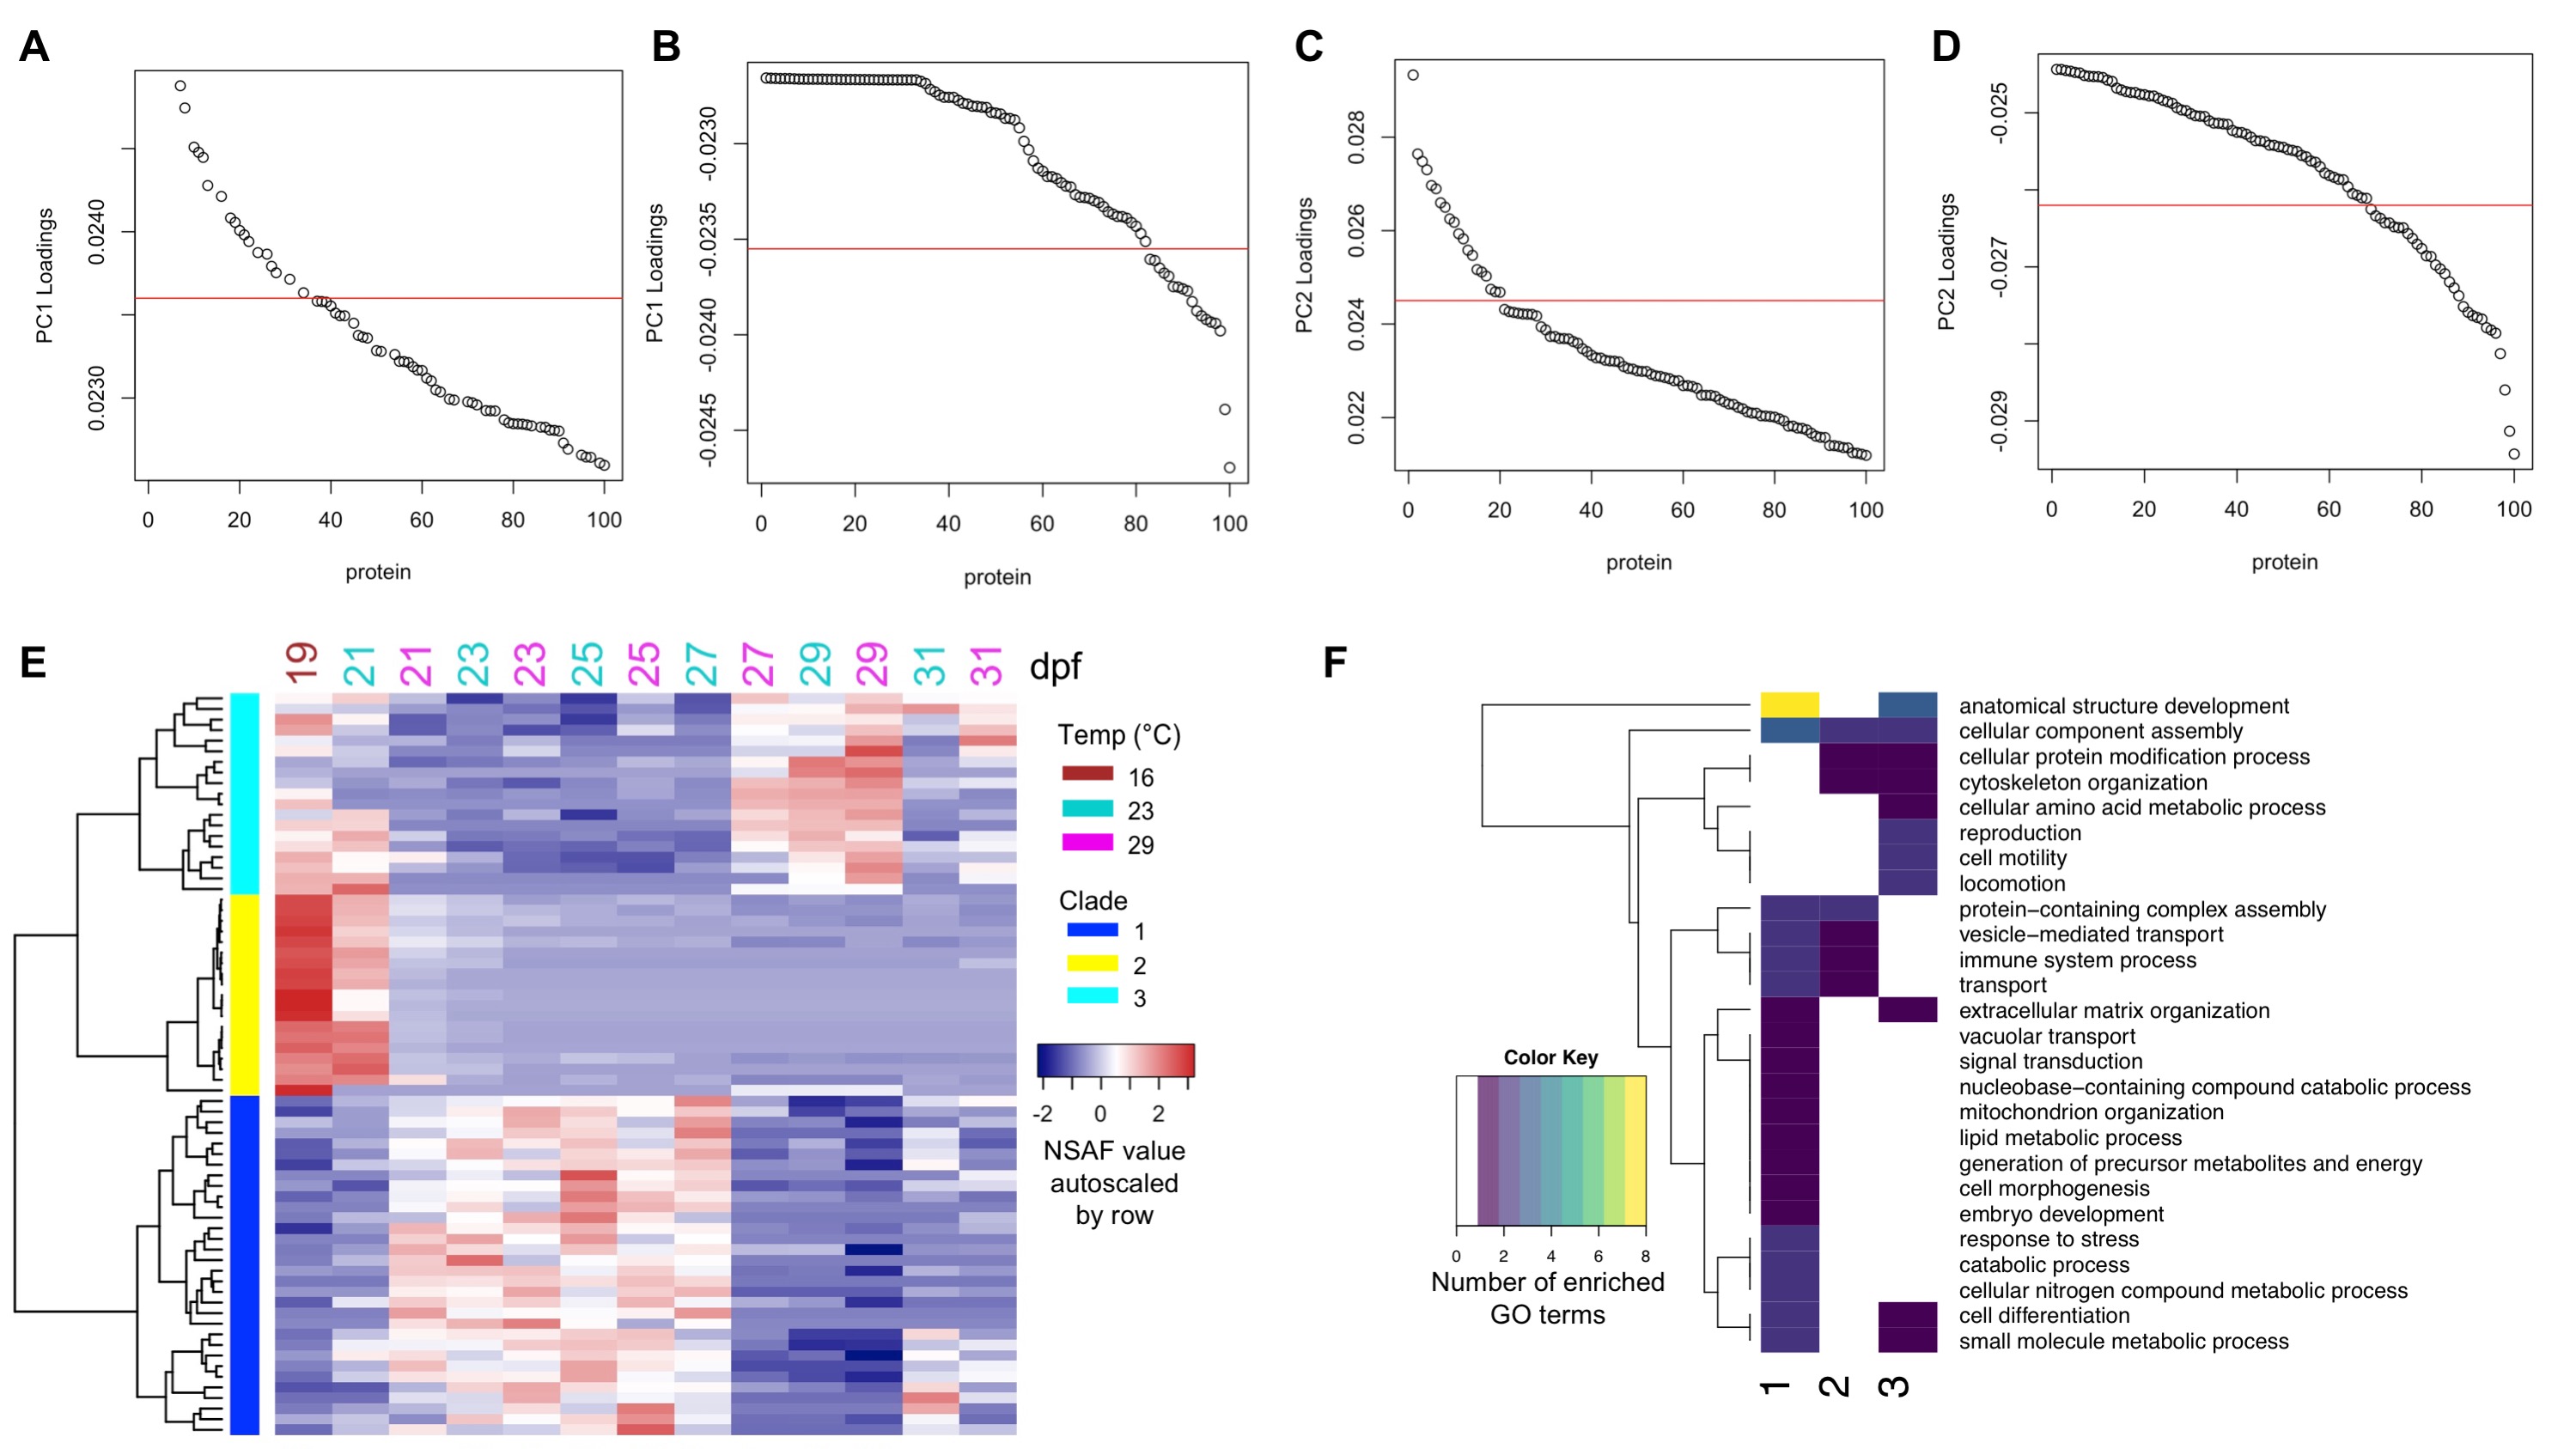 A
B
C
D
PC1 Loadings
0.0240
0.0230
0
20
40
60
80
100
protein
PC1 Loadings
-0.0230
-0.0235
-0.0240
-0.0245
0
20
40
60
80
100
protein
PC2 Loadings
0.028
0.026
0.024
0.022
0
20
40
60
80
100
protein
PC2 Loadings
-0.025
-0.027
-0.029
0
20
40
60
80
100
protein
E
19 21 21 23 23 25 25 27 27 29 29 31 31 dpf
Temp (°C)
16
23
29
Clade
1
2
3
-2 0 2
NSAF value
autoscaled
by row
F
anatomical structure development
cellular component assembly
cellular protein modification process
cytoskeleton organization
cellular amino acid metabolic process
reproduction
cell motility
locomotion
protein−containing complex assembly
vesicle−mediated transport
immune system process
transport
extracellular matrix organization
vacuolar transport
signal transduction
nucleobase−containing compound catabolic process
mitochondrion organization
lipid metabolic process
generation of precursor metabolites and energy
cell morphogenesis
embryo development
response to stress
catabolic process
cellular nitrogen compound metabolic process
cell differentiation
small molecule metabolic process
1 2 3
Color Key
0 2 4 6 8
Number of enriched
GO terms